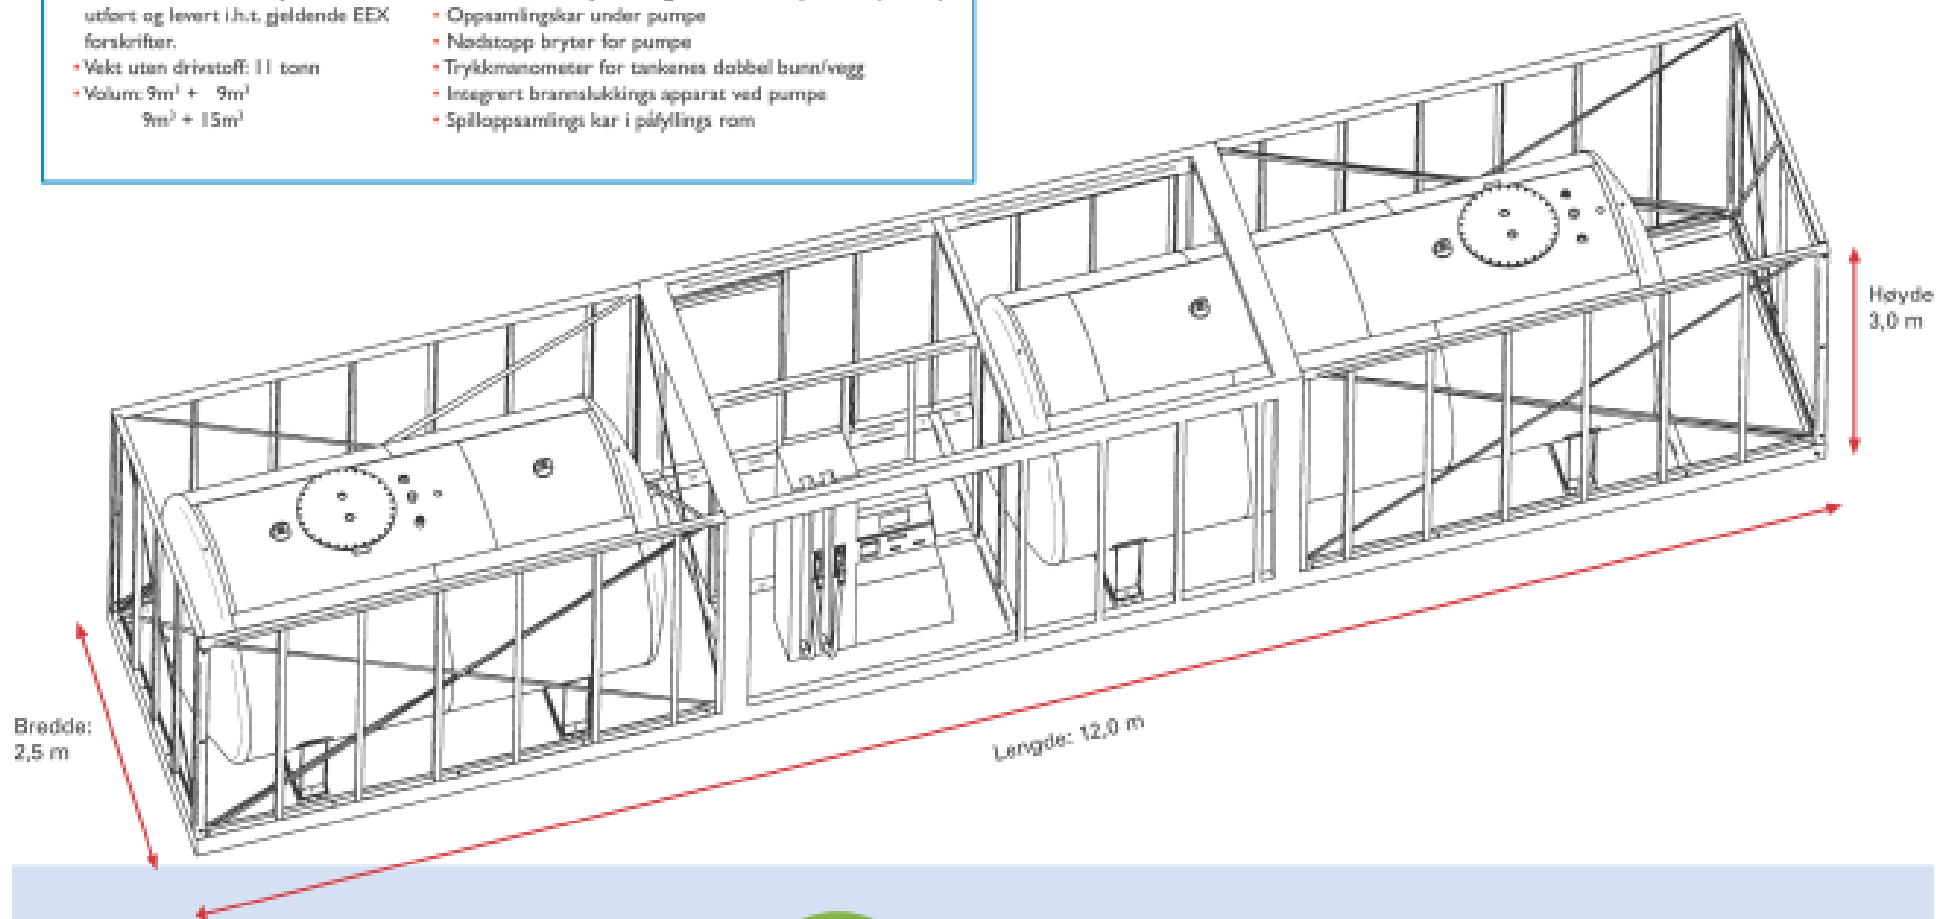 utført og levert i.h.t. gjeldende EEX
forskrifter.
• Vekt uten drivstoff: 11 tonn
• Volum: 9m³ + 9m³
9m³ + 15m³
• Oppsamlingskar under pumpe
• Nødstopp bryter for pumpe
• Trykkmanometer for tankenes dobbel bunn/vegg
• Integrert brannslukkings apparat ved pumpe
• Spilloppsamlings kar i påfyllings rom
Høyde
3,0 m
Bredde:
2,5 m
Lengde: 12,0 m